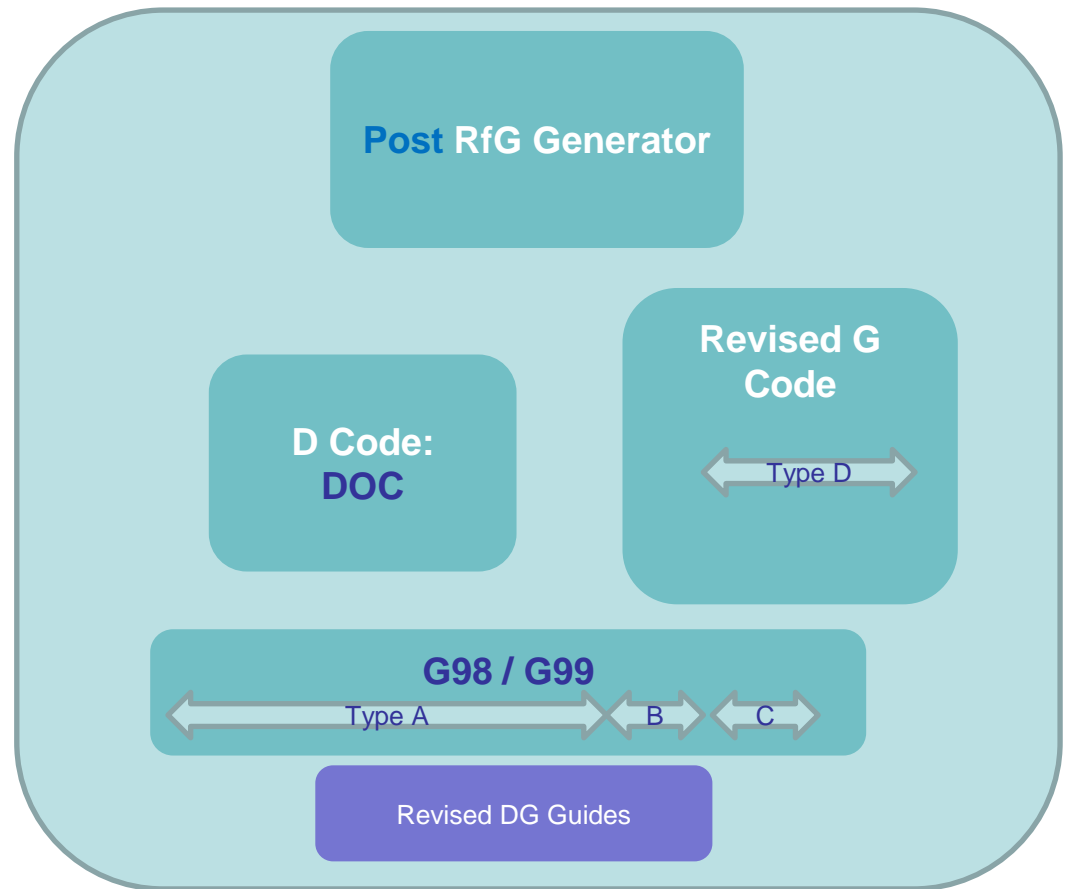 Post RfG Generator
Revised G
Code
Type D
D Code:
DOC
G98 / G99
Type A
B
C
Revised DG Guides